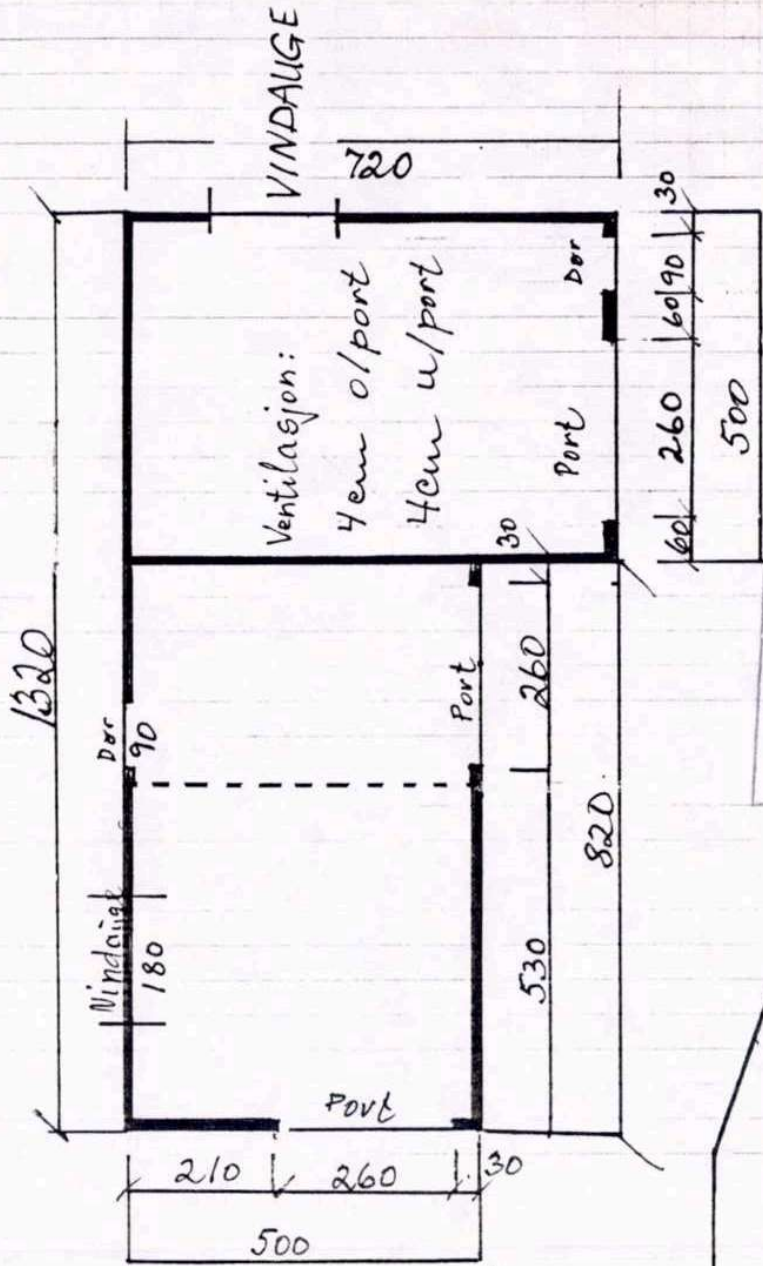 1320
VINDAUGE
720
Dør
90
Vindauge
180
Ventilasjon:
4cm o/port
4cm u/port
Port
Dør
Port
Port
30
60
260
60
90
30
500
260
530
820.
210
260
30
500